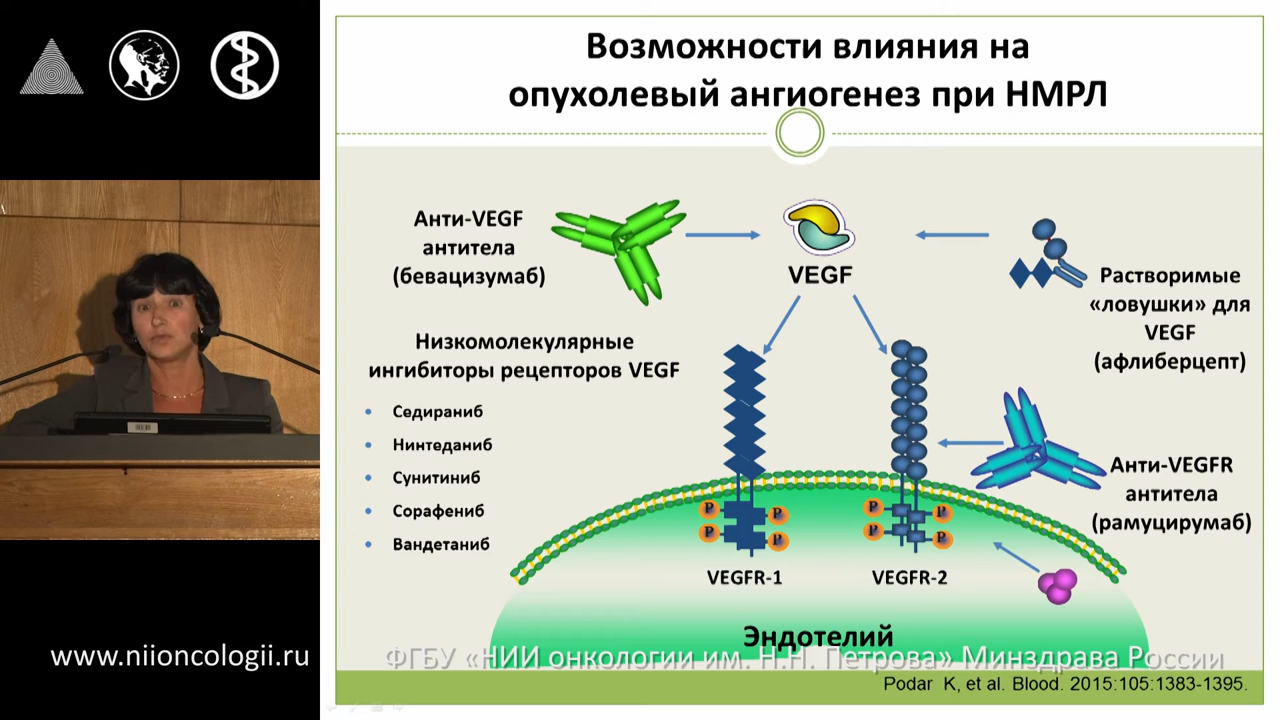 Возможности влияния на
опухолевый ангиогенез при НМРЛ
Анти-VEGF
антитела
(бевацизумаб)
VEGF
Растворимые
«ловушки» для
VEGF
(афлиберцепт)
Низкомолекулярные
ингибиторы рецепторов VEGF
• Седираниб
• Нинтеданиб
• Сунитиниб
• Сорафениб
• Вандетаниб
Анти-VEGFR
антитела
(рамуцирумаб)
P P P P
P P P P
VEGFR-1
VEGFR-2
Эндотелий
www.niioncologii.ru
ФГБУ «НИИ онкологии им. Н.Н. Петрова» Минздрава России
Podar K, et al. Blood. 2015:105:1383-1395.